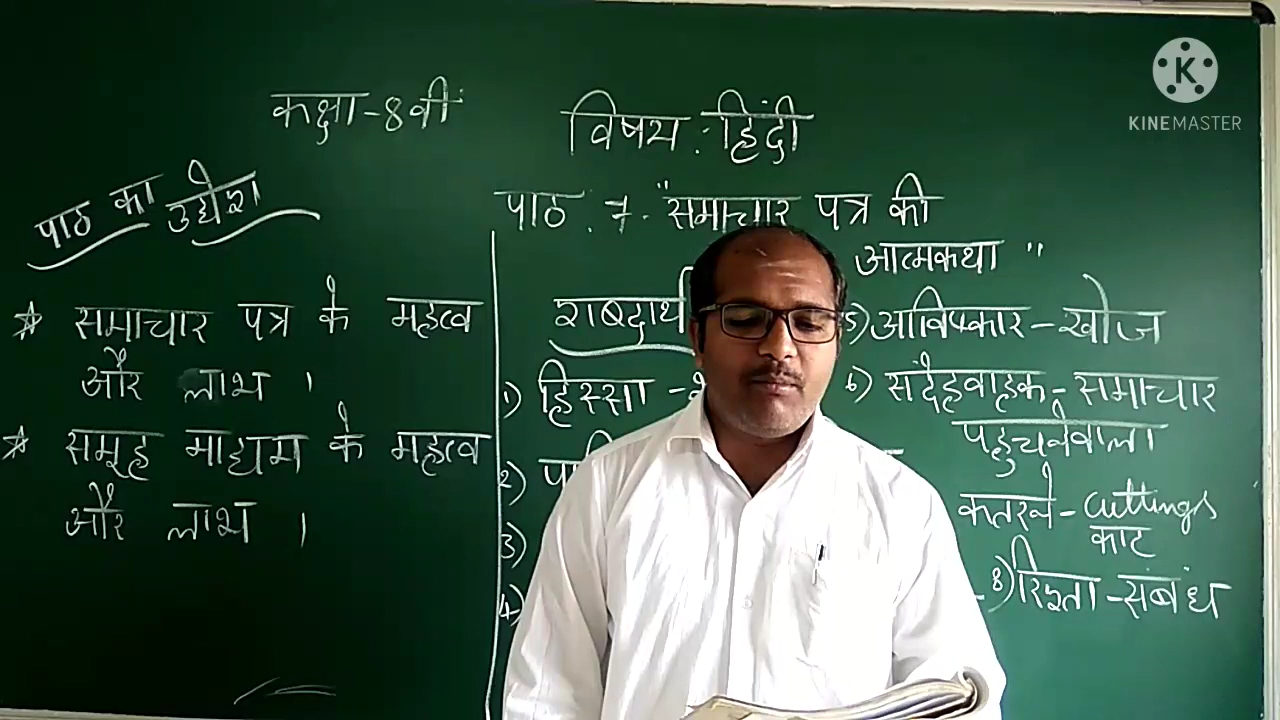 KINEMASTER
कक्षा-8वीं
विषय : हिंदी
पाठ का उद्येश
पाठ . 7. "समाचार पत्र की
आत्मकथा "
☆ समाचार पत्र के महत्व
और लाभ ।
☆ समूह माध्यम के महत्व
और लाभ ।
शब्दार्थ
1) हिस्सा -
2)
3)
4)
5) आविष्कार - खोज
6) संदेहवाहक - समाचार
पहुचनेवाला
कतरने - cuttings
काट
8) रिश्ता - संबंध